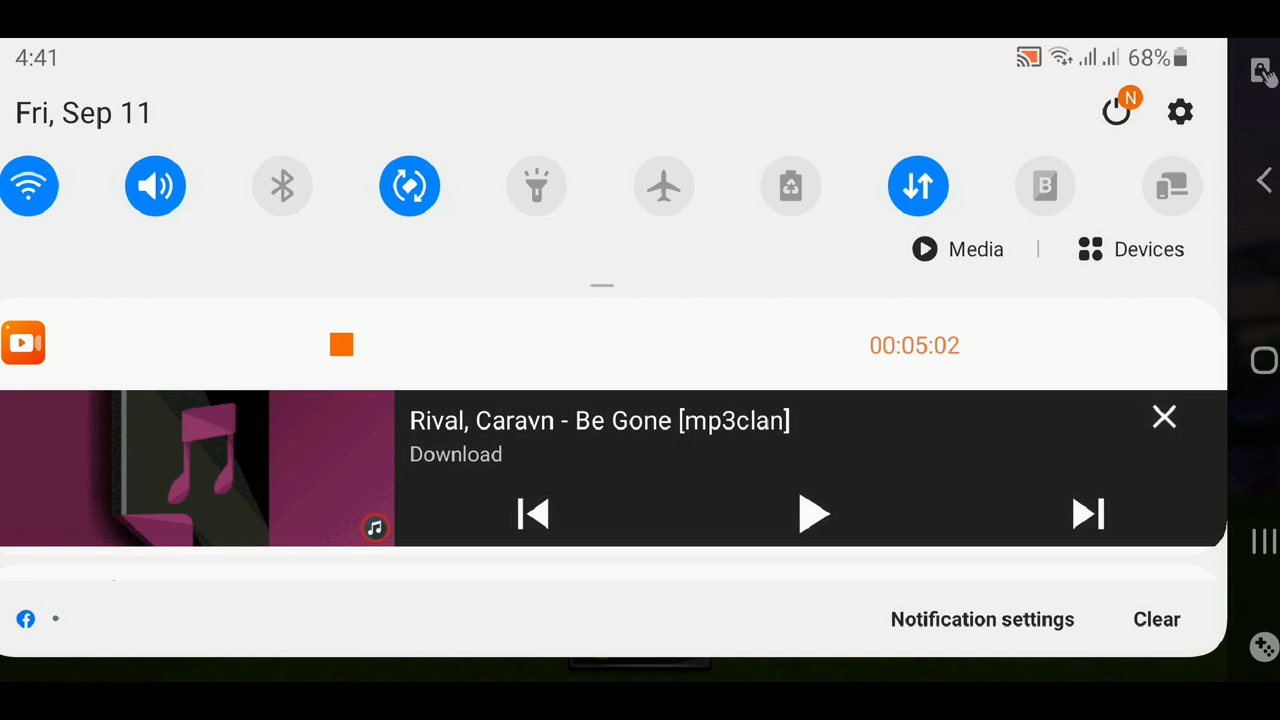 4:41
68%
Fri, Sep 11
N
B
Media
Devices
00:05:02
Rival, Caravn - Be Gone [mp3clan]
Download
Notification settings
Clear